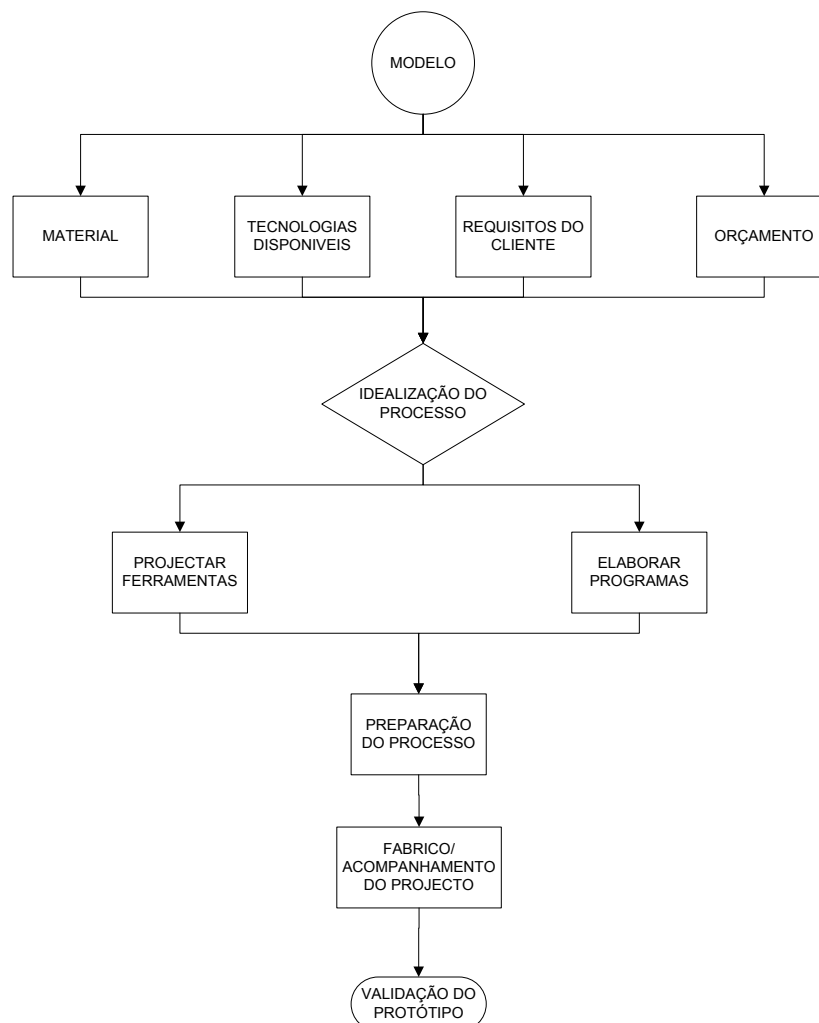 MODELO
MATERIAL
TECNOLOGIAS
DISPONIVEIS
REQUISITOS DO
CLIENTE
ORÇAMENTO
IDEALIZAÇÃO DO
PROCESSO
PROJECTAR
FERRAMENTAS
ELABORAR
PROGRAMAS
PREPARAÇÃO
DO PROCESSO
FABRICO/
ACOMPANHAMENTO
DO PROJECTO
VALIDAÇÃO DO
PROTÓTIPO